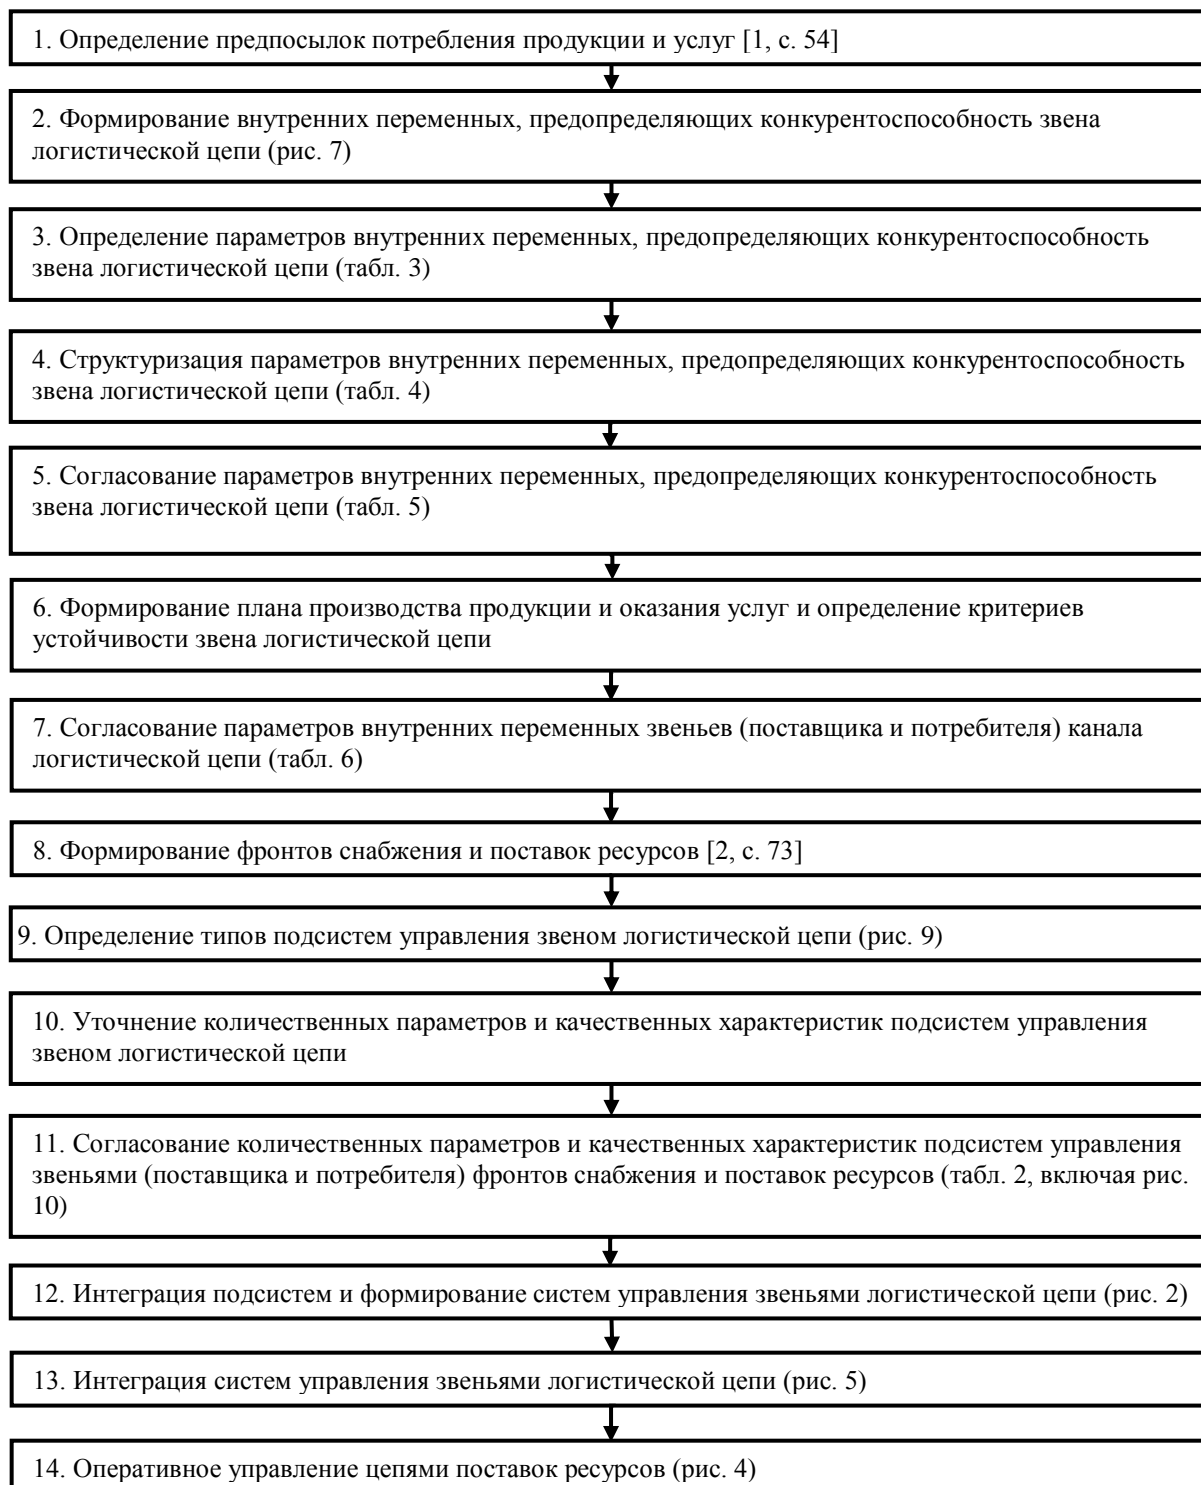 1. Определение предпосылок потребления продукции и услуг [1, с. 54]
2. Формирование внутренних переменных, предопределяющих конкурентоспособность звена
логистической цепи (рис. 7)
3. Определение параметров внутренних переменных, предопределяющих конкурентоспособность
звена логистической цепи (табл. 3)
4. Структуризация параметров внутренних переменных, предопределяющих конкурентоспособность
звена логистической цепи (табл. 4)
5. Согласование параметров внутренних переменных, предопределяющих конкурентоспособность
звена логистической цепи (табл. 5)
6. Формирование плана производства продукции и оказания услуг и определение критериев
устойчивости звена логистической цепи
7. Согласование параметров внутренних переменных звеньев (поставщика и потребителя) канала
логистической цепи (табл. 6)
8. Формирование фронтов снабжения и поставок ресурсов [2, с. 73]
9. Определение типов подсистем управления звеном логистической цепи (рис. 9)
10. Уточнение количественных параметров и качественных характеристик подсистем управления
звеном логистической цепи
11. Согласование количественных параметров и качественных характеристик подсистем управления
звеньями (поставщика и потребителя) фронтов снабжения и поставок ресурсов (табл. 2, включая рис.
10)
12. Интеграция подсистем и формирование систем управления звеньями логистической цепи (рис. 2)
13. Интеграция систем управления звеньями логистической цепи (рис. 5)
14. Оперативное управление цепями поставок ресурсов (рис. 4)